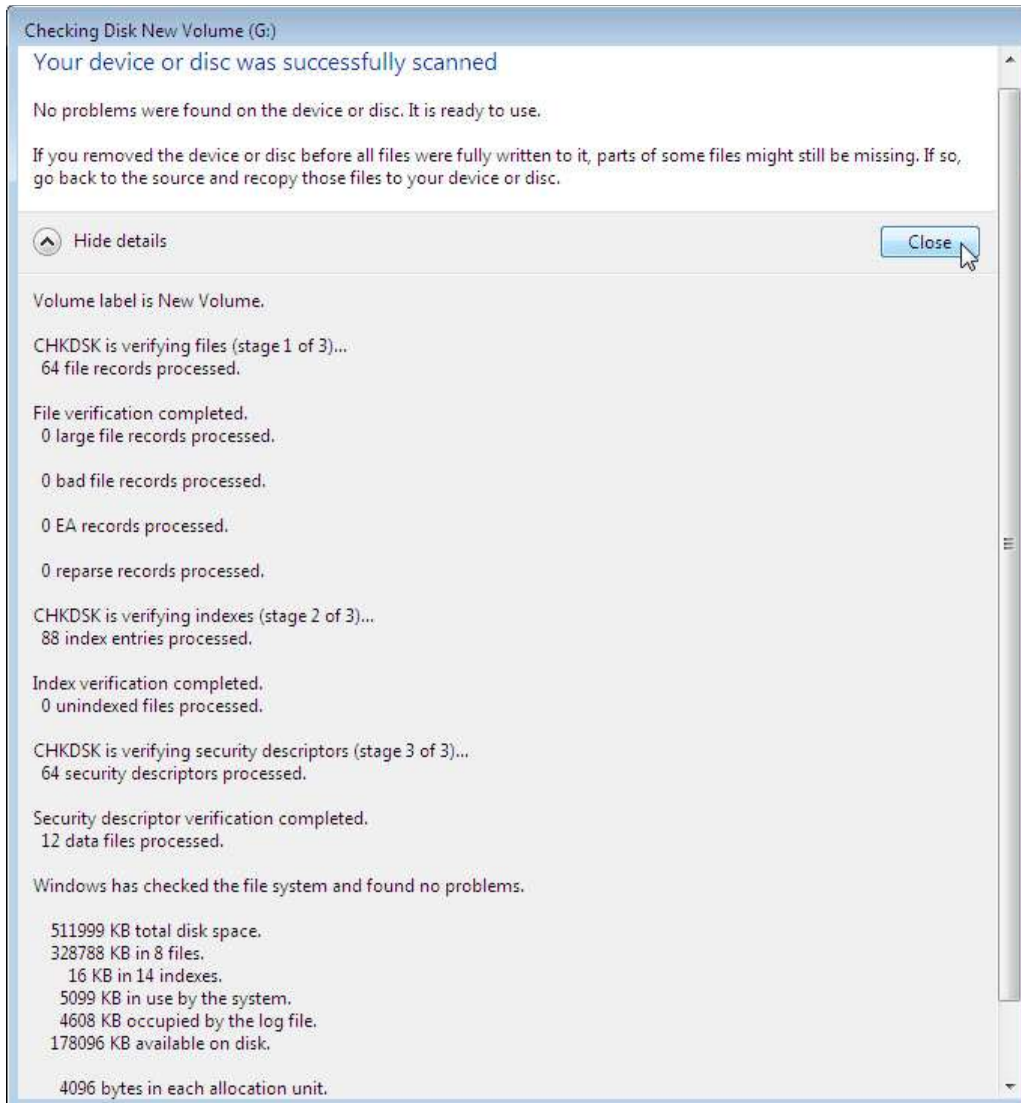 Checking Disk New Volume (G:)
Your device or disc was successfully scanned
No problems were found on the device or disc. It is ready to use.
If you removed the device or disc before all files were fully written to it, parts of some files might still be missing. If so,
go back to the source and recopy those files to your device or disc.
Hide details
Close
Volume label is New Volume.
CHKDSK is verifying files (stage 1 of 3)...
64 file records processed.
File verification completed.
0 large file records processed.
0 bad file records processed.
0 EA records processed.
0 reparse records processed.
CHKDSK is verifying indexes (stage 2 of 3)...
88 index entries processed.
Index verification completed.
0 unindexed files processed.
CHKDSK is verifying security descriptors (stage 3 of 3)...
64 security descriptors processed.
Security descriptor verification completed.
12 data files processed.
Windows has checked the file system and found no problems.
511999 KB total disk space.
328788 KB in 8 files.
16 KB in 14 indexes.
5099 KB in use by the system.
4608 KB occupied by the log file.
178096 KB available on disk.
4096 bytes in each allocation unit.